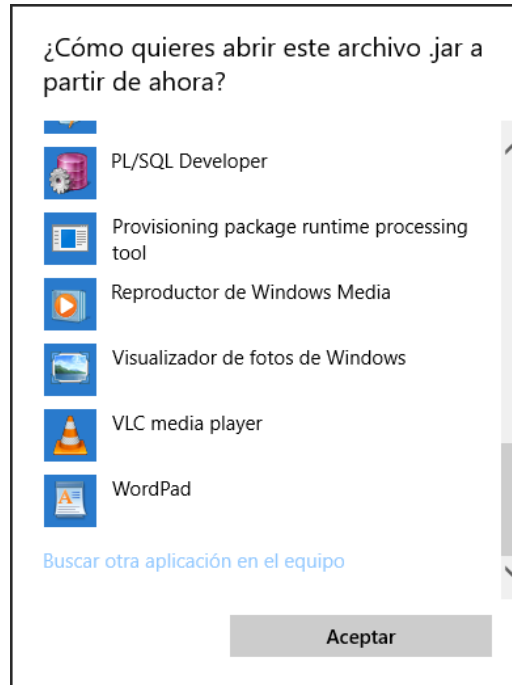 ¿Cómo quieres abrir este archivo .jar a
partir de ahora?
PL/SQL Developer
Provisioning package runtime processing
tool
Reproductor de Windows Media
Visualizador de fotos de Windows
VLC media player
WordPad
Buscar otra aplicación en el equipo
Aceptar